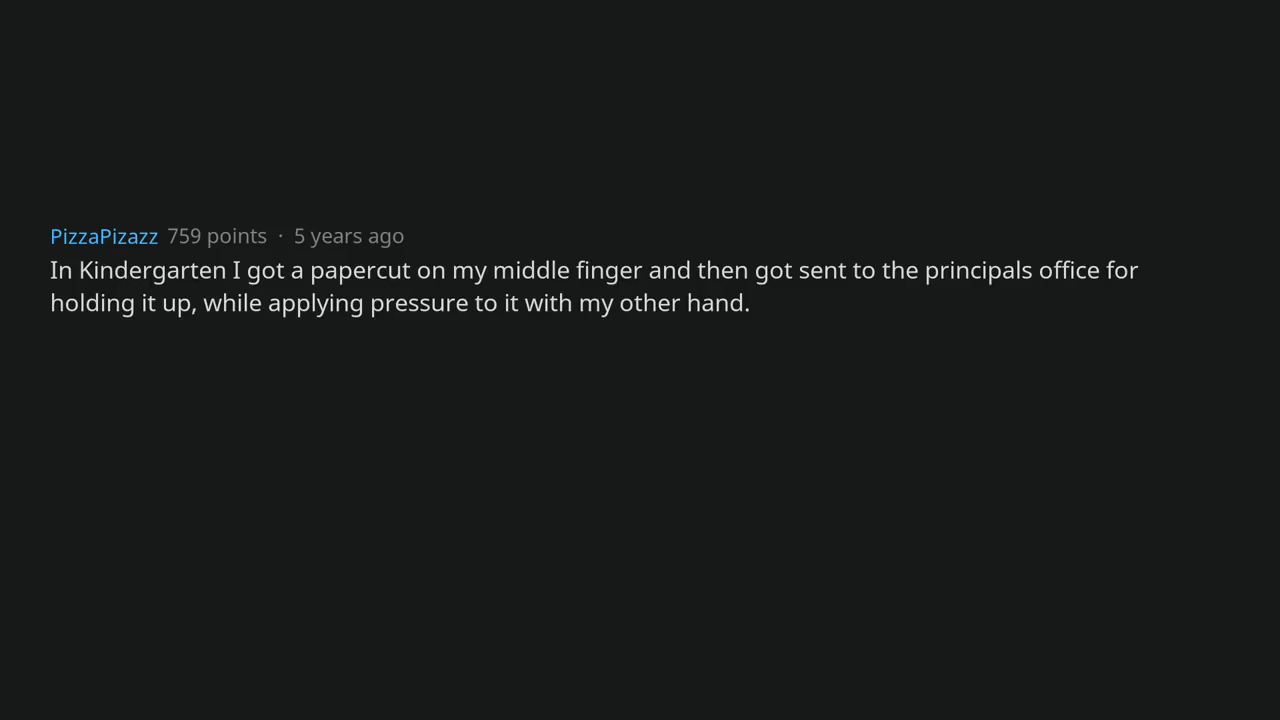 PizzaPizazz 759 points · 5 years ago
In Kindergarten I got a papercut on my middle finger and then got sent to the principals office for
holding it up, while applying pressure to it with my other hand.